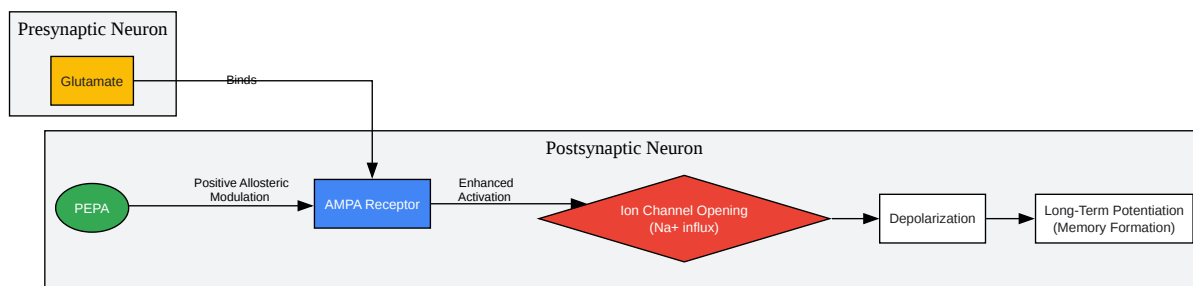 Presynaptic Neuron
Glutamate
Binds
Postsynaptic Neuron
PEPA
Positive Allosteric
Modulation
AMPA Receptor
Enhanced
Activation
Ion Channel Opening
(Na+ influx)
Depolarization
Long-Term Potentiation
(Memory Formation)